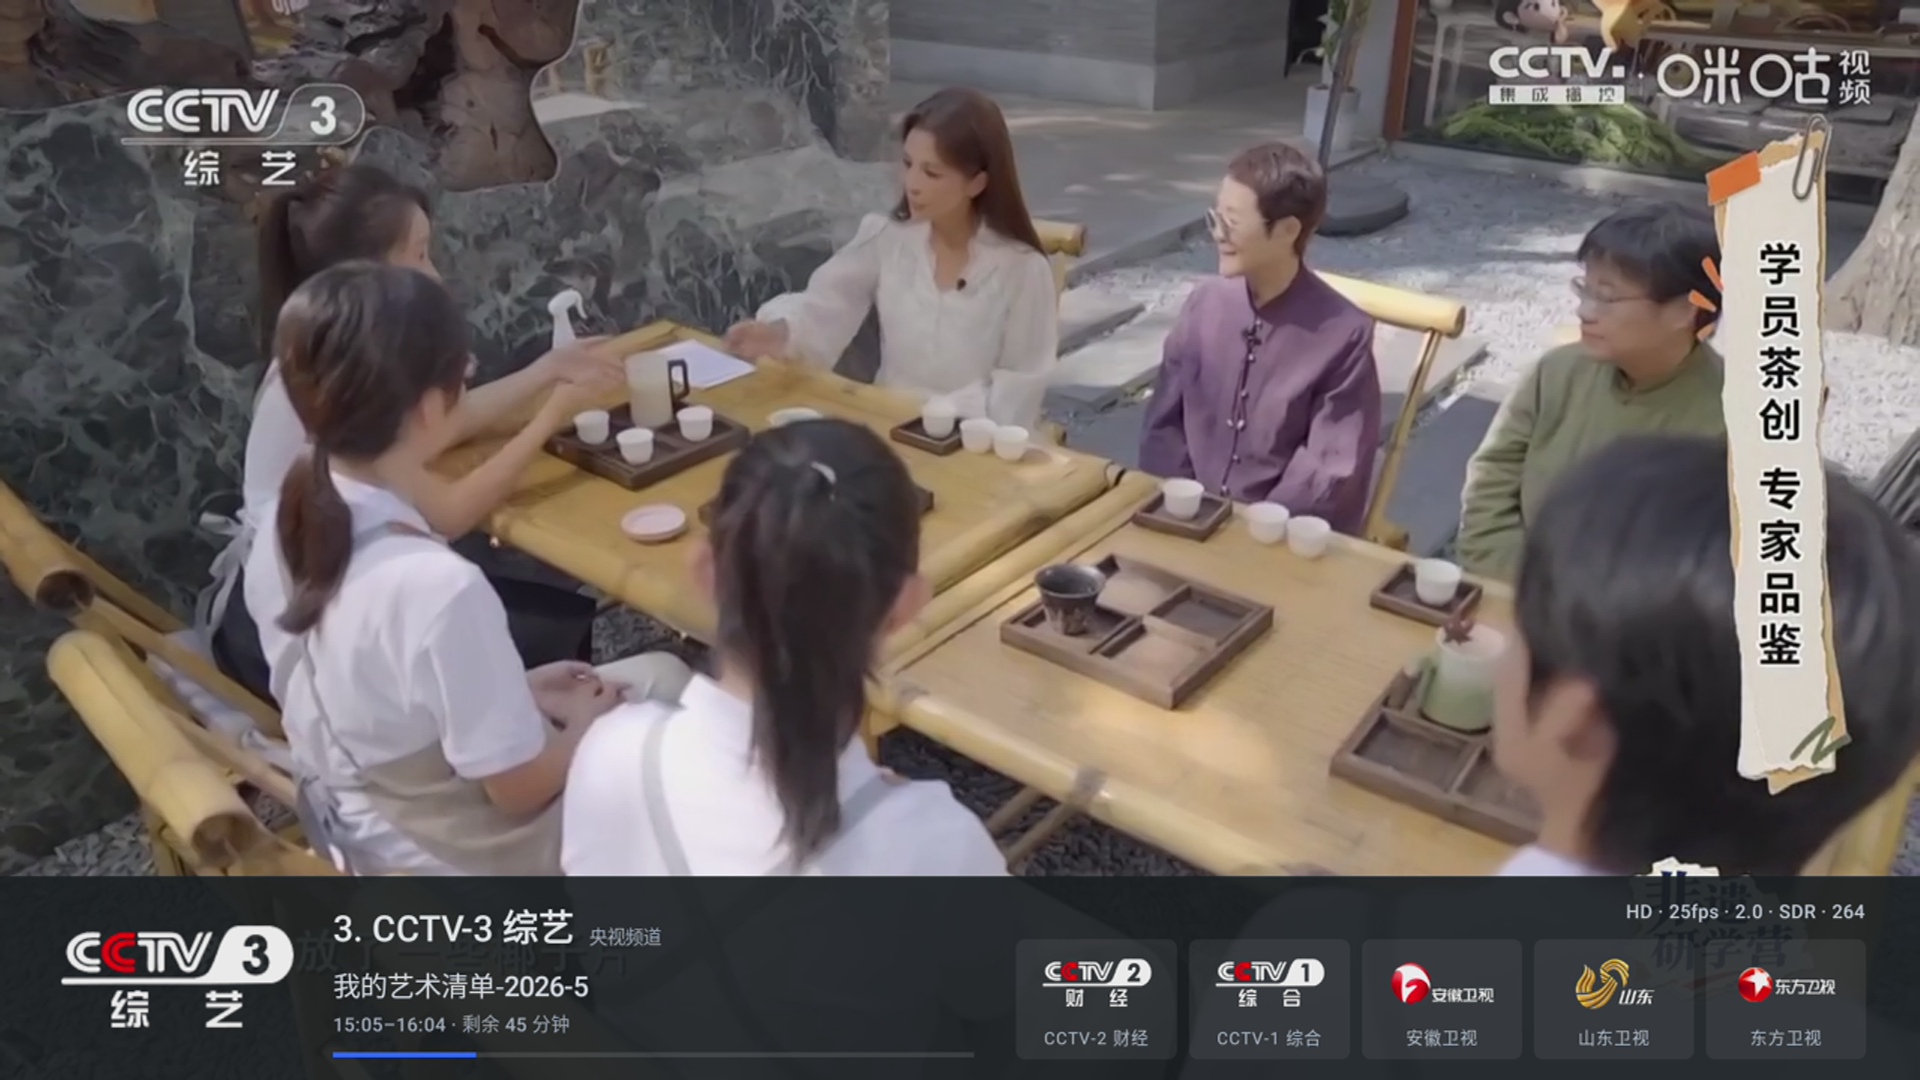 CCTV 3
综 艺
CCTV.
集成播控
咪咕视频
学员茶创 专家品鉴
HD · 25fps · 2.0 · SDR · 264
非遗
研学营
CCTV 3
综 艺
3. CCTV-3 综艺 央视频道
我的艺术清单-2026-5
15:05–16:04 · 剩余 45 分钟
CCTV 2
财 经
CCTV-2 财经
CCTV 1
综 合
CCTV-1 综合
安徽卫视
安徽卫视
山东
山东卫视
东方卫视
东方卫视